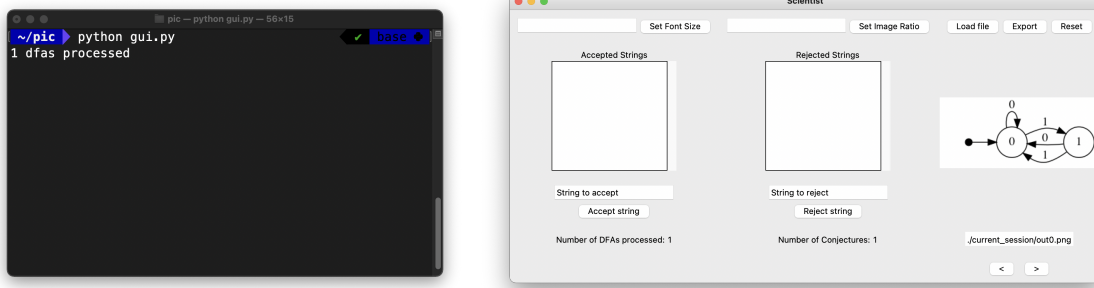 pic — python gui.py — 56×15
~/pic python gui.py ✔ base
1 dfas processed
Scientist
Set Font Size Set Image Ratio Load file Export Reset
Accepted Strings Rejected Strings
0
1
0 0 1
1
String to accept String to reject
Accept string Reject string
Number of DFAs processed: 1 Number of Conjectures: 1 ./current_session/out0.png
< >